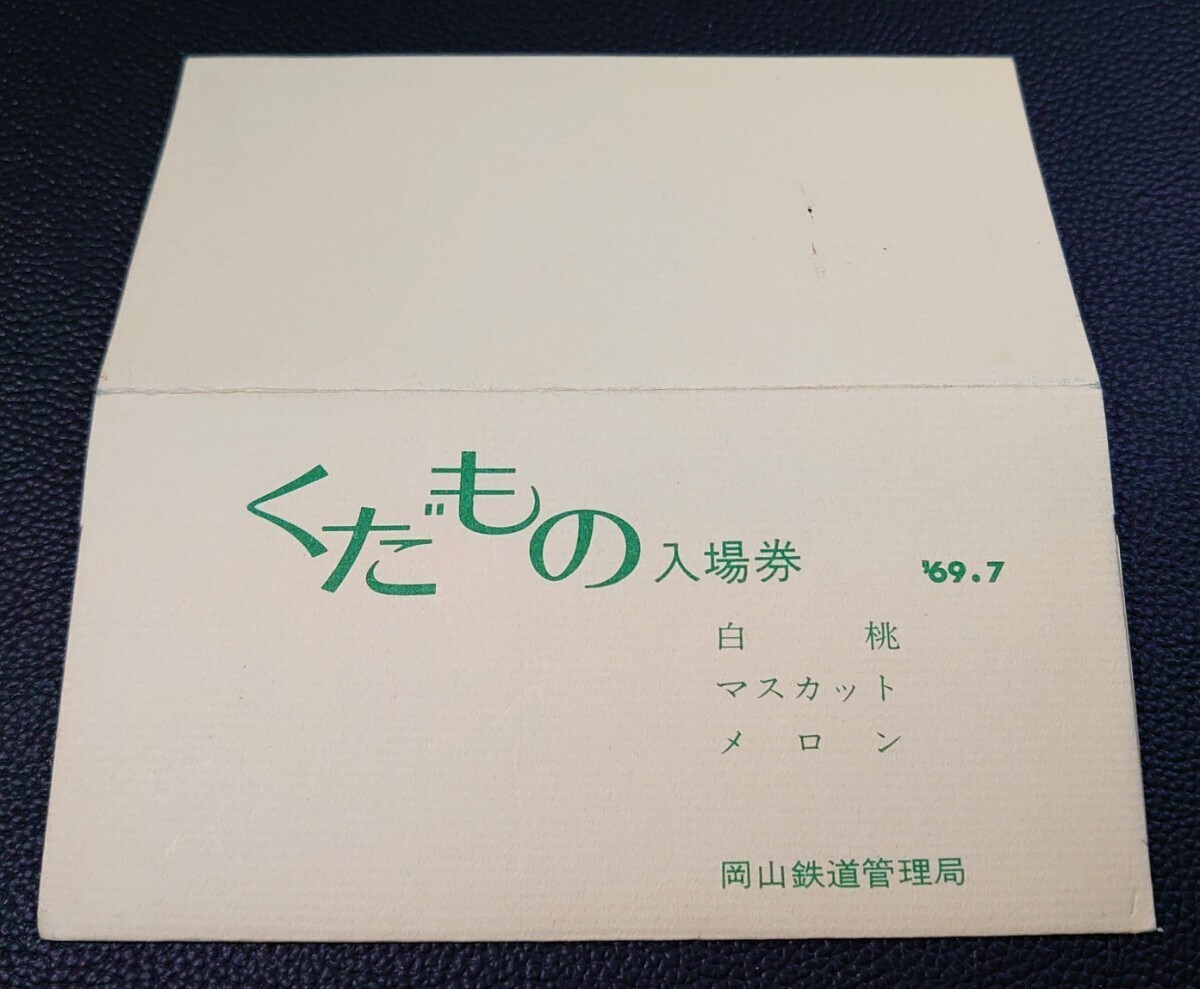 くだもの入場券 '69.7
白桃
マスカット
メロン
岡山鉄道管理局